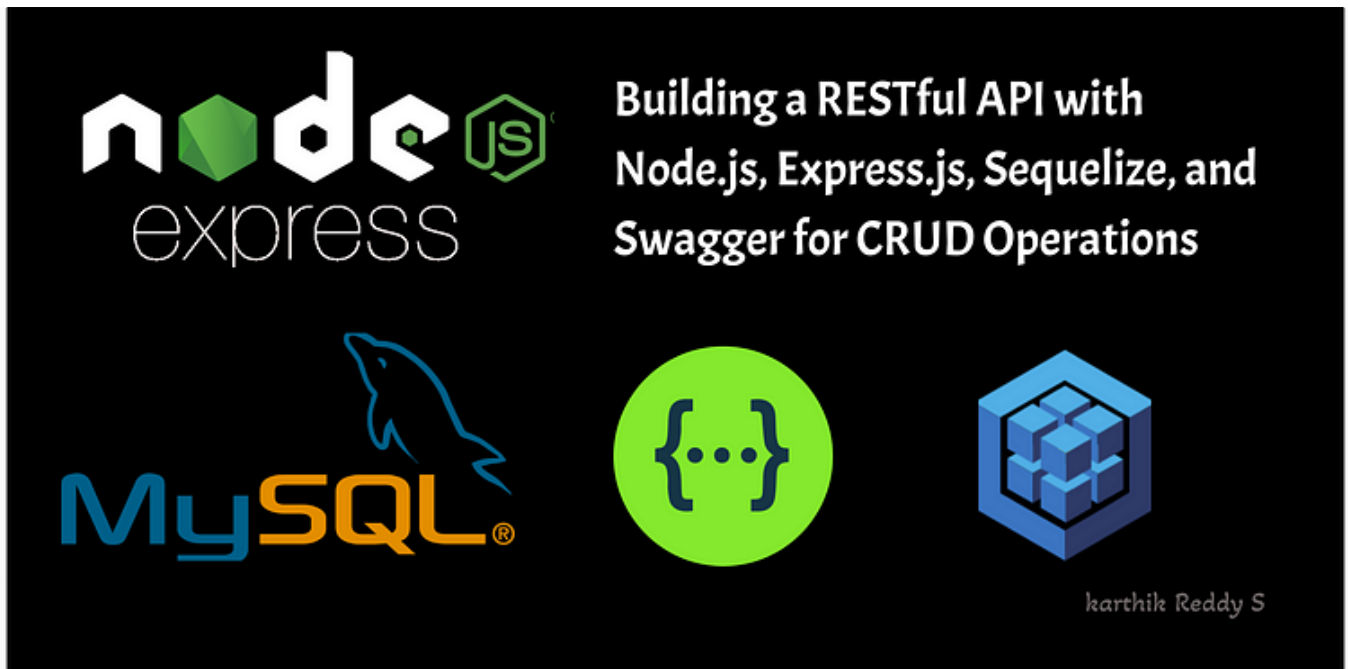 node JS
express
Building a RESTful API with
Node.js, Express.js, Sequelize, and
Swagger for CRUD Operations
MySQL®
{...}
karthik Reddy S